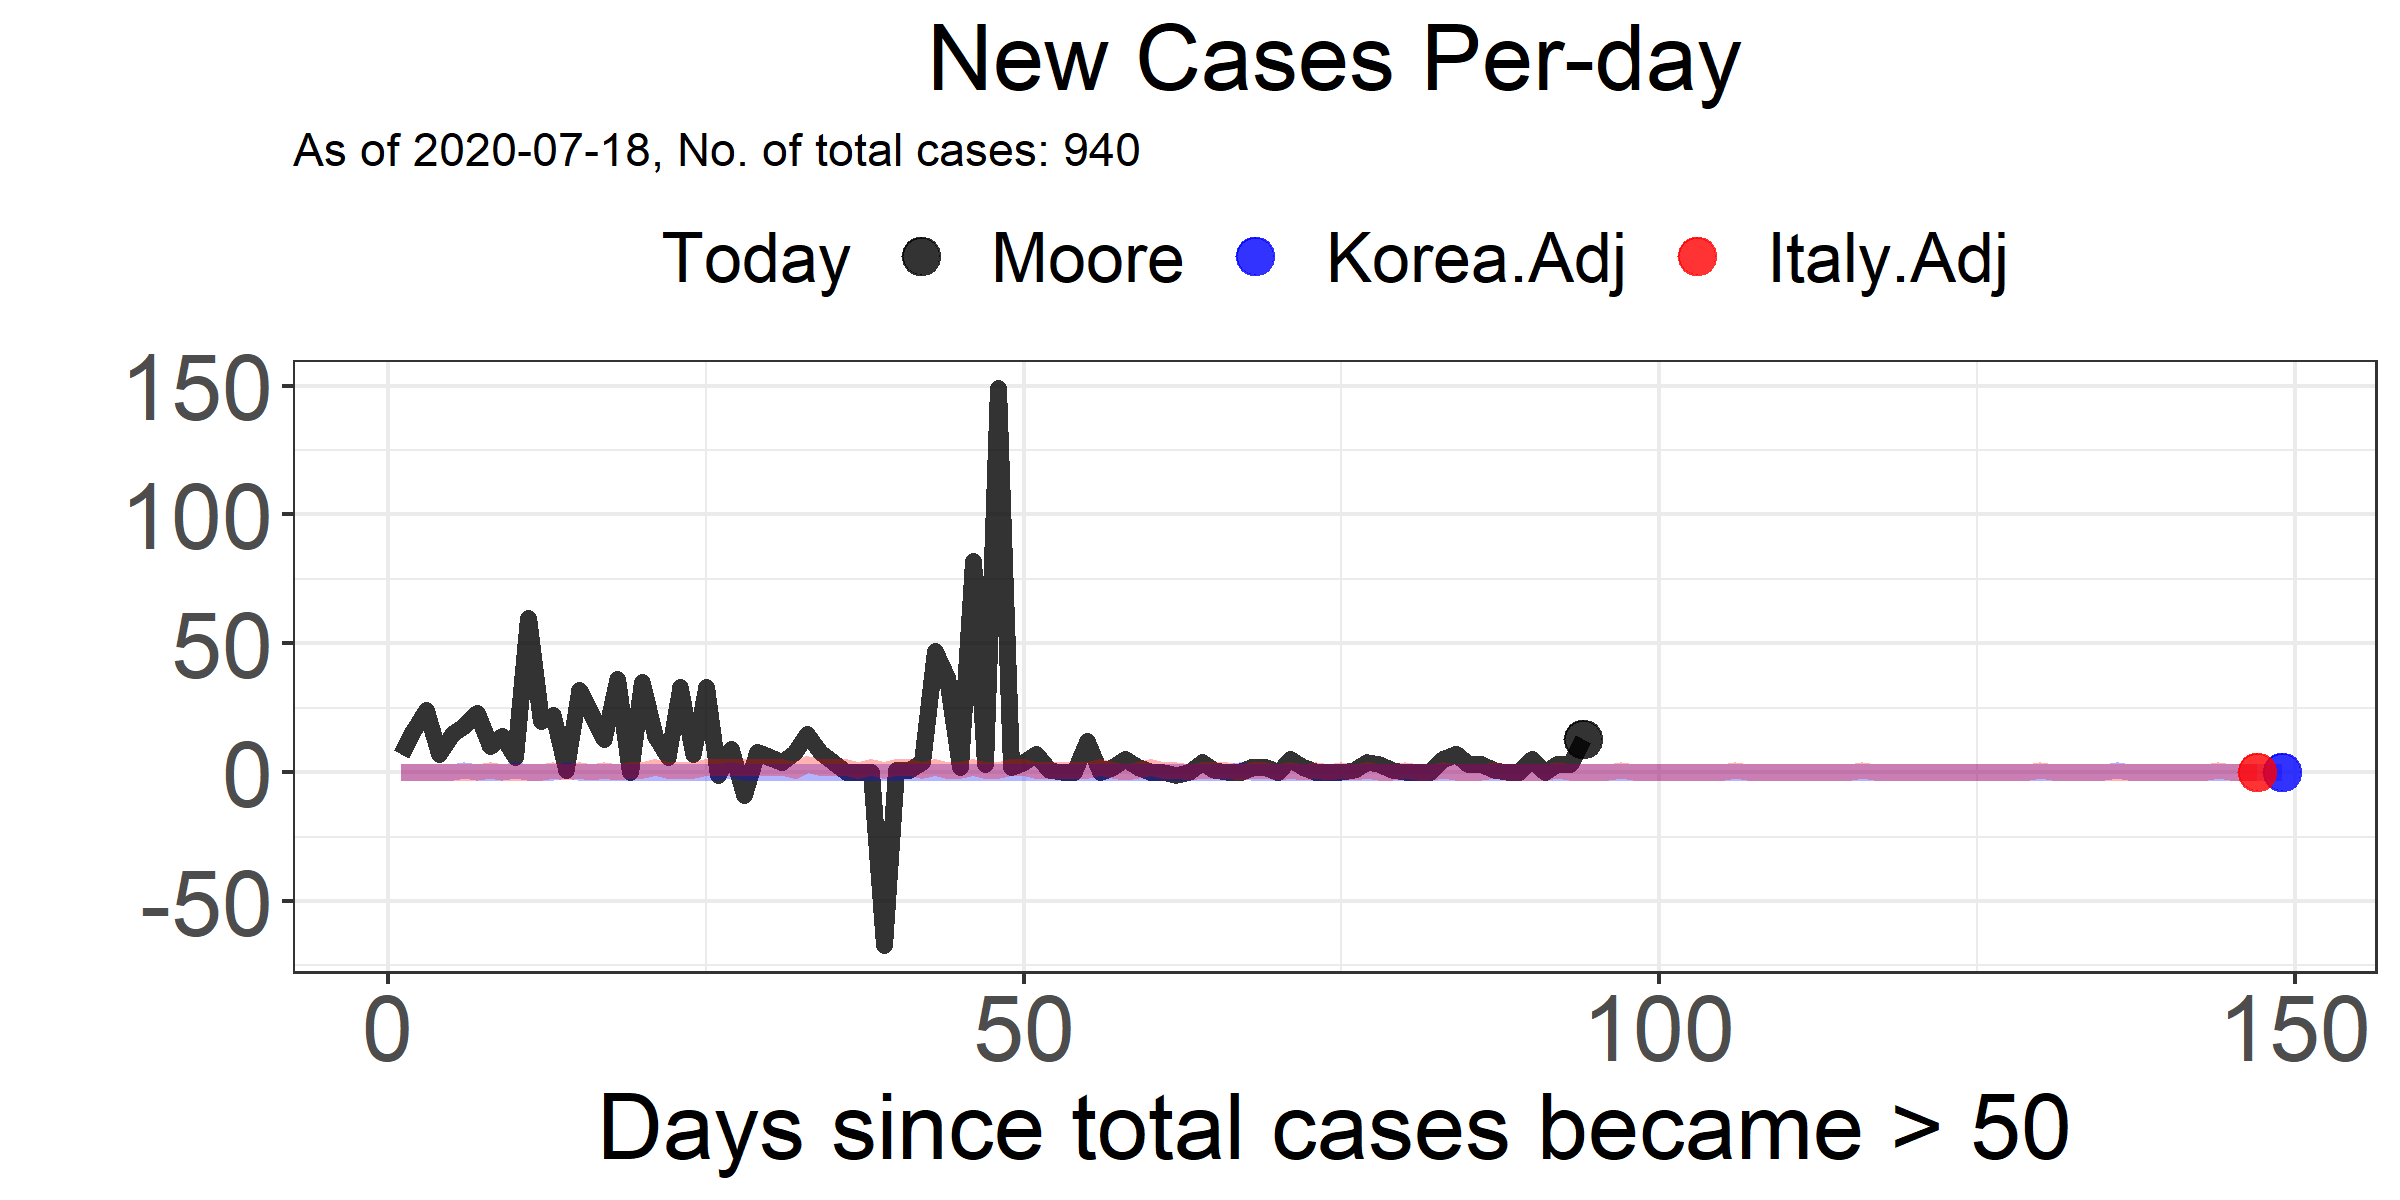 New Cases Per-day
As of 2020-07-18, No. of total cases: 940
Today Moore Korea.Adj Italy.Adj
150
100
50
0
-50
0 50 100 150
Days since total cases became > 50